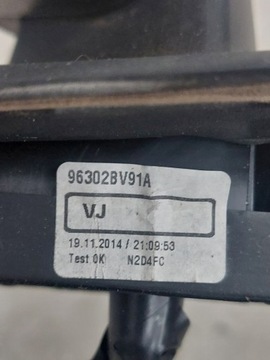 96302BV91A
VJ
19.11.2014 / 21:09:53
Test OK N2D4FC